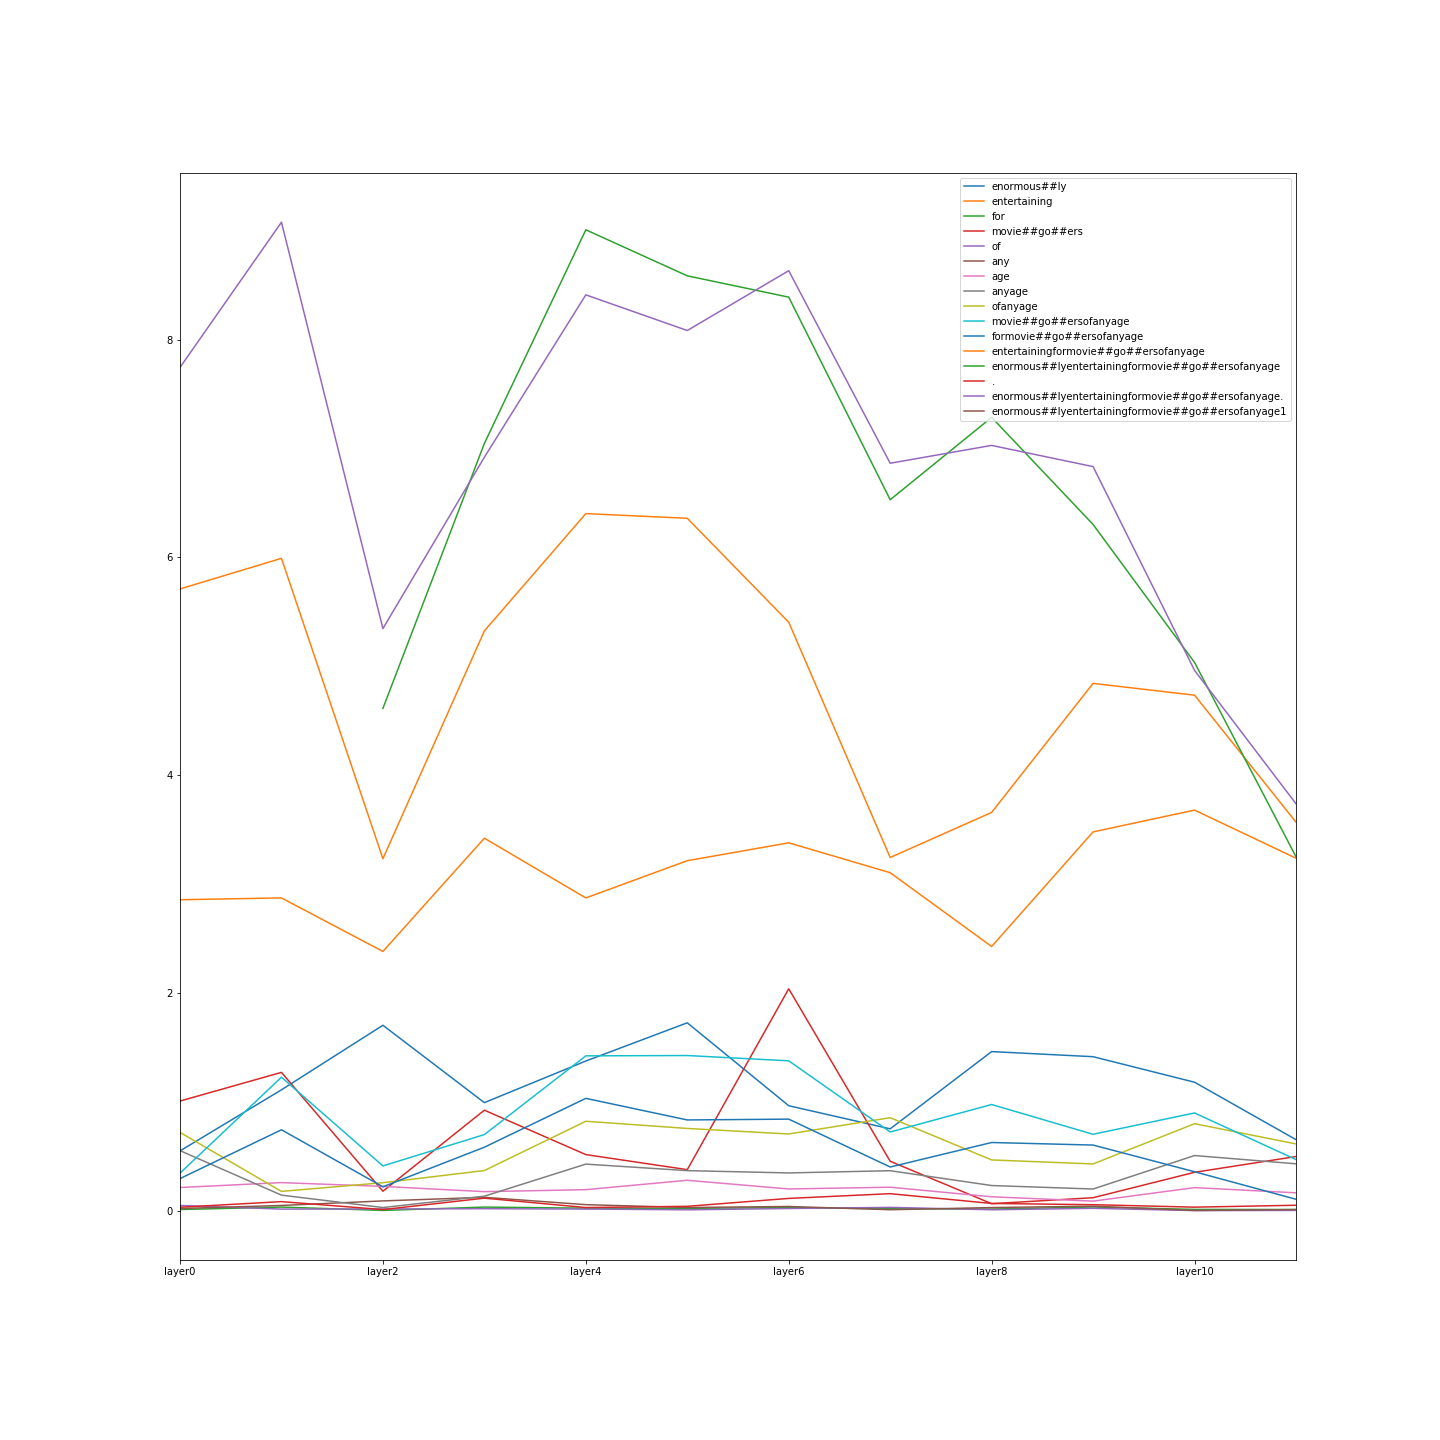 enormous##ly
entertaining
for
movie##go##ers
of
any
age
anyage
ofanyage
movie##go##ersofanyage
formovie##go##ersofanyage
entertainingformovie##go##ersofanyage
enormous##lyentertainingformovie##go##ersofanyage
.
enormous##lyentertainingformovie##go##ersofanyage.
enormous##lyentertainingformovie##go##ersofanyage1
8
6
4
2
0
layer0 layer2 layer4 layer6 layer8 layer10